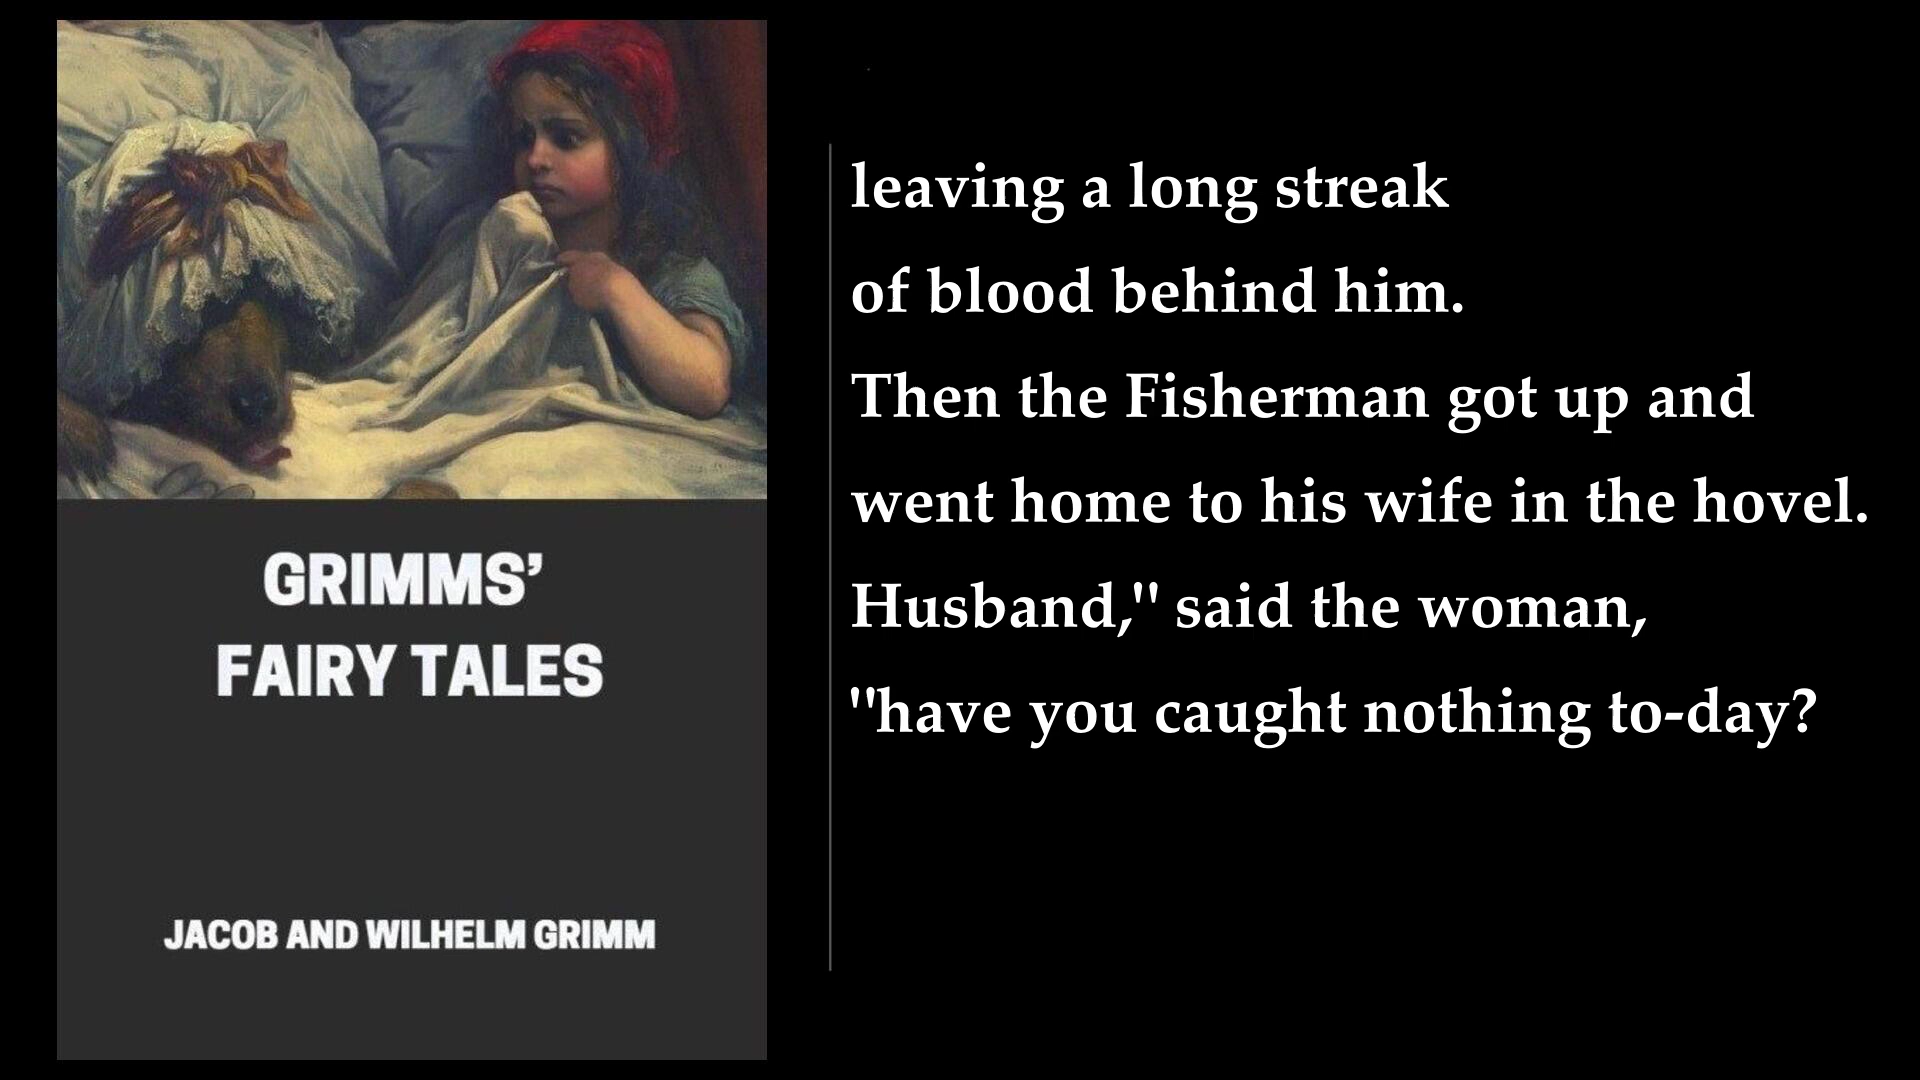 GRIMMS’
FAIRY TALES
JACOB AND WILHELM GRIMM
leaving a long streak
of blood behind him.
Then the Fisherman got up and
went home to his wife in the hovel.
Husband," said the woman,
"have you caught nothing to-day?